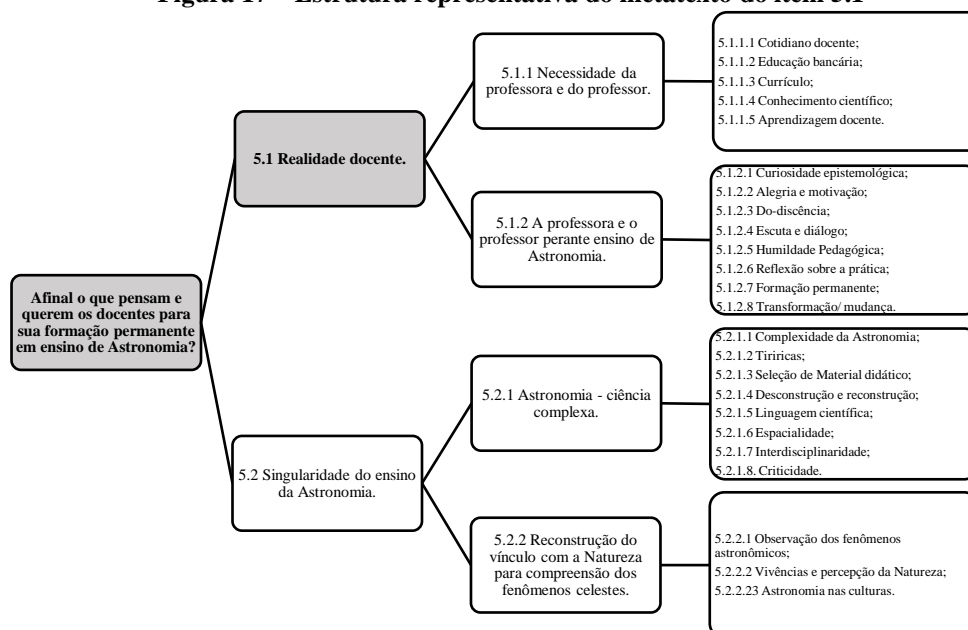 Figura 17 – Estrutura representativa do metatexto do item 5.1
5.1.1.1 Cotidiano docente;
5.1.1.2 Educação bancária;
5.1.1.3 Currículo;
5.1.1.4 Conhecimento científico;
5.1.1.5 Aprendizagem docente.
5.1.1 Necessidade da
professora e do professor.
5.1 Realidade docente.
5.1.2.1 Curiosidade epistemológica;
5.1.2.2 Alegria e motivação;
5.1.2.3 Do-discência;
5.1.2.4 Escuta e diálogo;
5.1.2.5 Humildade Pedagógica;
5.1.2.6 Reflexão sobre a prática;
5.1.2.7 Formação permanente;
5.1.2.8 Transformação/ mudança.
5.1.2 A professora e o
professor perante ensino de
Astronomia.
Afinal o que pensam e
querem os docentes para
sua formação permanente
em ensino de Astronomia?
5.2.1.1 Complexidade da Astronomia;
5.2.1.2 Tiriricas;
5.2.1.3 Seleção de Material didático;
5.2.1.4 Desconstrução e reconstrução;
5.2.1.5 Linguagem científica;
5.2.1.6 Espacialidade;
5.2.1.7 Interdisciplinaridade;
5.2.1.8. Criticidade.
5.2.1 Astronomia - ciência
complexa.
5.2 Singularidade do ensino
da Astronomia.
5.2.2 Reconstrução do
vínculo com a Natureza
para compreensão dos
fenômenos celestes.
5.2.2.1 Observação dos fenômenos
astronômicos;
5.2.2.2 Vivências e percepção da Natureza;
5.2.2.23 Astronomia nas culturas.